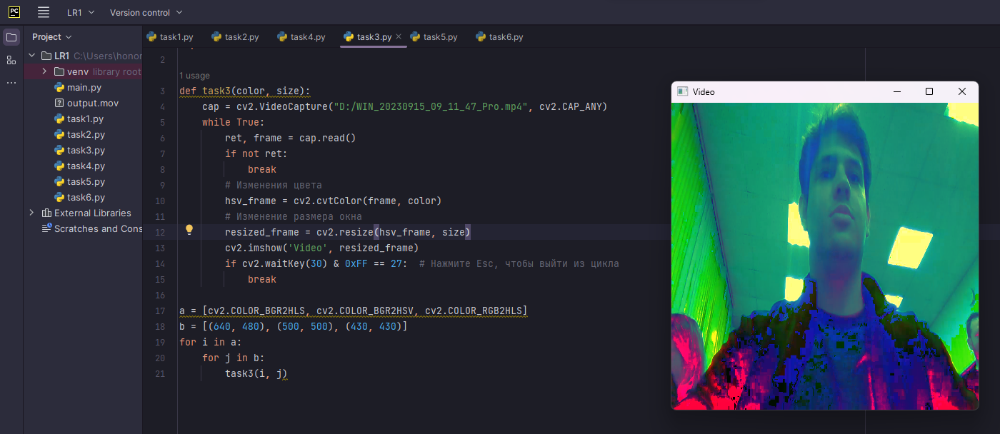 PC
LR1
Version control
Project
task1.py
task2.py
task4.py
task3.py
task5.py
task6.py
LR1 C:\Users\honor
venv library root
main.py
output.mov
task1.py
task2.py
task3.py
task4.py
task5.py
task6.py
External Libraries
Scratches and Cons
2
1 usage
3 def task3(color, size):
4 cap = cv2.VideoCapture("D:/WIN_20230915_09_11_47_Pro.mp4", cv2.CAP_ANY)
5 while True:
6 ret, frame = cap.read()
7 if not ret:
8 break
9 # Изменения цвета
10 hsv_frame = cv2.cvtColor(frame, color)
11 # Изменение размера окна
12 resized_frame = cv2.resize(hsv_frame, size)
13 cv2.imshow('Video', resized_frame)
14 if cv2.waitKey(30) & 0xFF == 27: # Нажмите Esc, чтобы выйти из цикла
15 break
16
17 a = [cv2.COLOR_BGR2HLS, cv2.COLOR_BGR2HSV, cv2.COLOR_RGB2HLS]
18 b = [(640, 480), (500, 500), (430, 430)]
19 for i in a:
20 for j in b:
21 task3(i, j)
Video